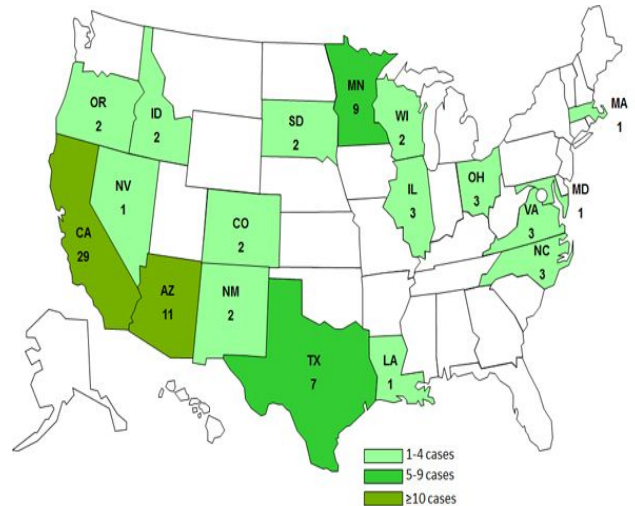 MN
9
MA
1
OR
2
ID
2
SD
2
WI
2
NV
1
IL
3
OH
3
MD
1
VA
3
CO
2
CA
29
NC
3
AZ
11
NM
2
TX
7
LA
1
1-4 cases
5-9 cases
≥10 cases